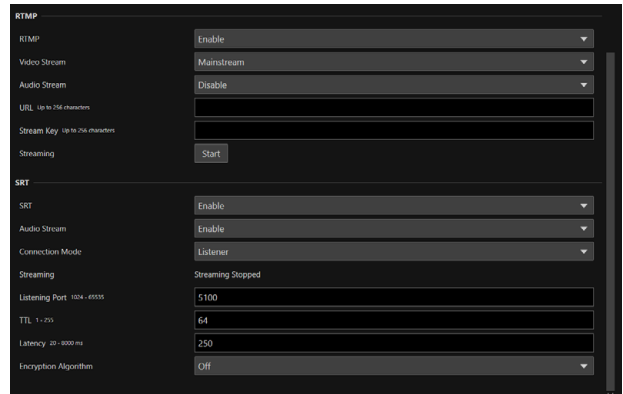 RTMP
RTMP Enable
Video Stream Mainstream
Audio Stream Disable
URL Up to 256 characters
Stream Key Up to 256 characters
Streaming Start
SRT
SRT Enable
Audio Stream Enable
Connection Mode Listener
Streaming Streaming Stopped
Listening Port 1024 - 65535 5100
TTL 1 - 255 64
Latency 20 - 8000 ms 250
Encryption Algorithm Off